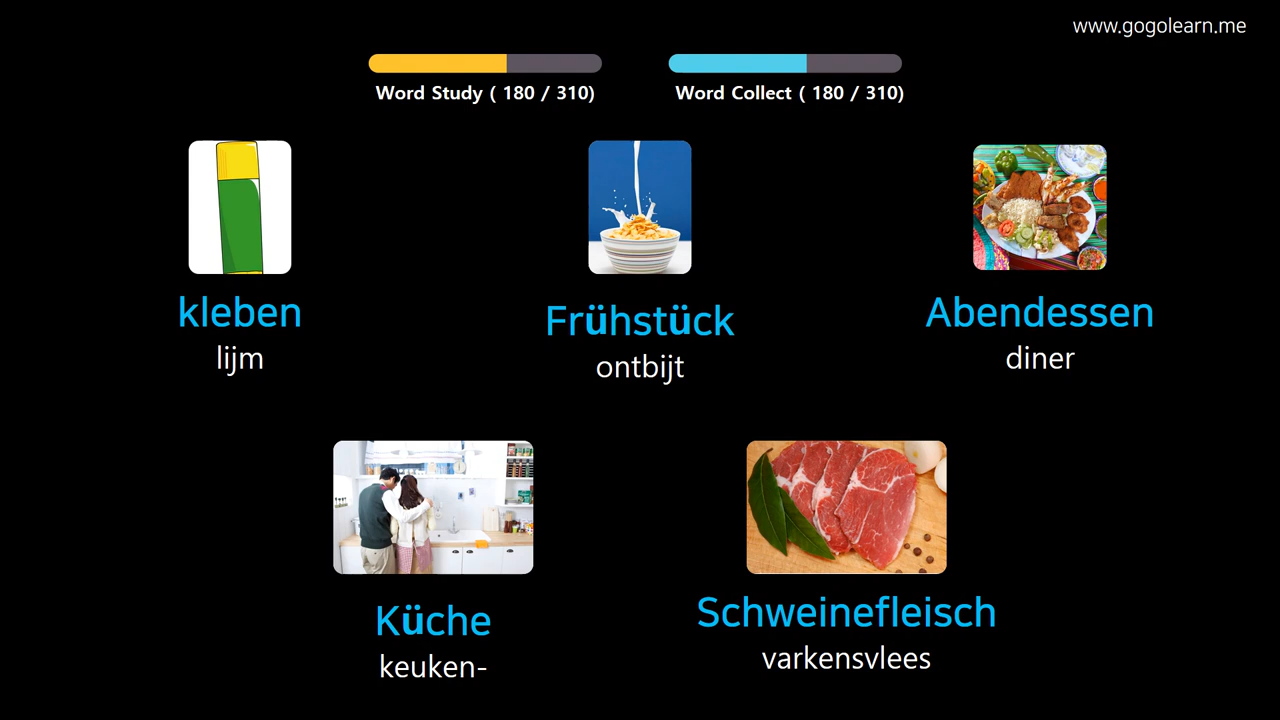 www.gogolearn.me
Word Study ( 180 / 310)
Word Collect ( 180 / 310)
kleben
lijm
Frühstück
ontbijt
Abendessen
diner
Küche
keuken-
Schweinefleisch
varkensvlees